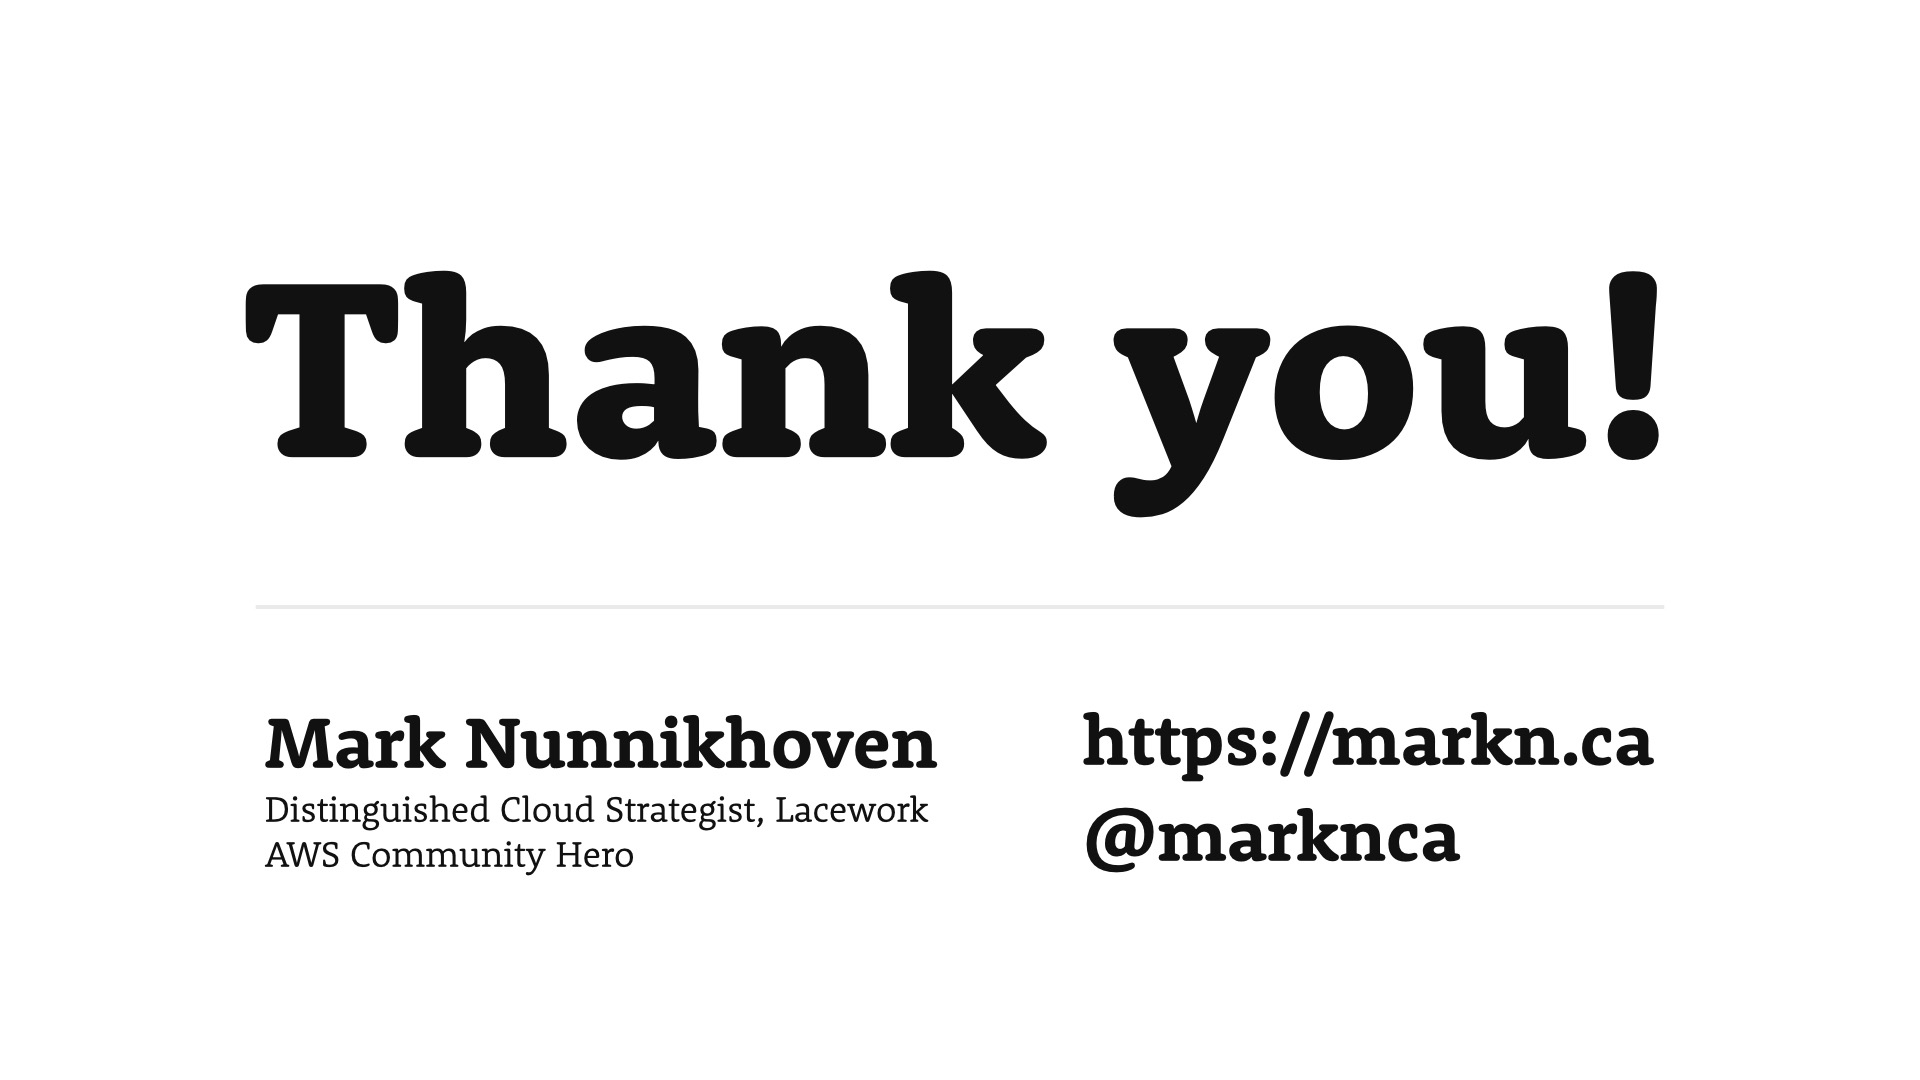 Thank you!
Mark Nunnikhoven
Distinguished Cloud Strategist, Lacework
AWS Community Hero
https://markn.ca
@marknca